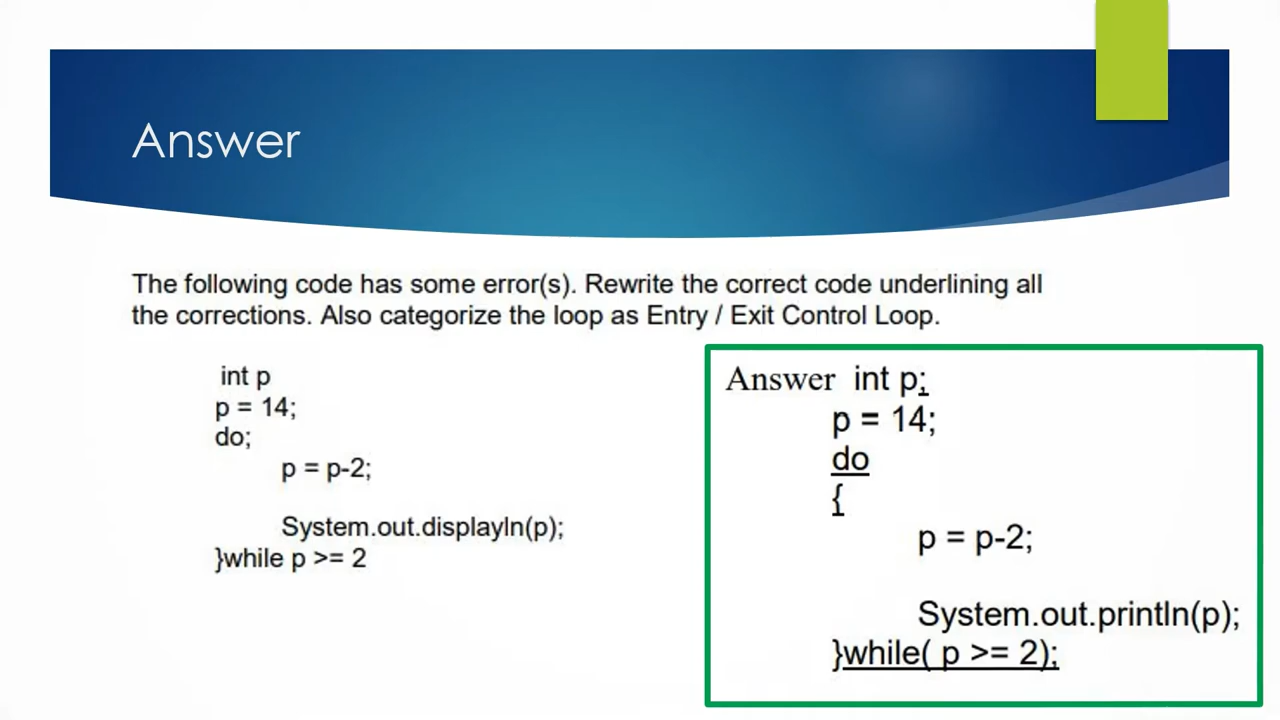 Answer
The following code has some error(s). Rewrite the correct code underlining all
the corrections. Also categorize the loop as Entry / Exit Control Loop.
int p
p = 14;
do;
p = p-2;
System.out.displayln(p);
}while p >= 2
Answer int p;
p = 14;
do
{
p = p-2;
System.out.println(p);
}while( p >= 2);